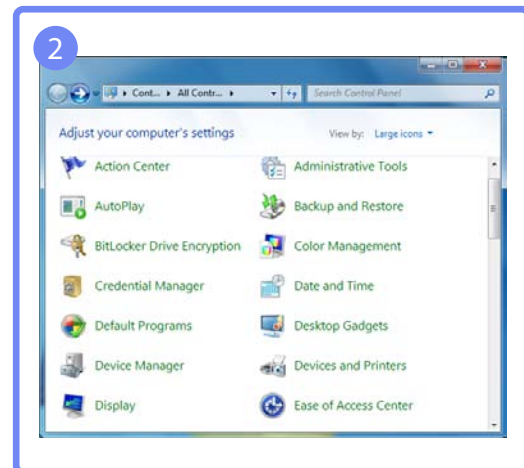 2
Cont... All Contr... Search Control Panel
Adjust your computer's settings View by: Large icons
Action Center Administrative Tools
AutoPlay Backup and Restore
BitLocker Drive Encryption Color Management
Credential Manager Date and Time
Default Programs Desktop Gadgets
Device Manager Devices and Printers
Display Ease of Access Center